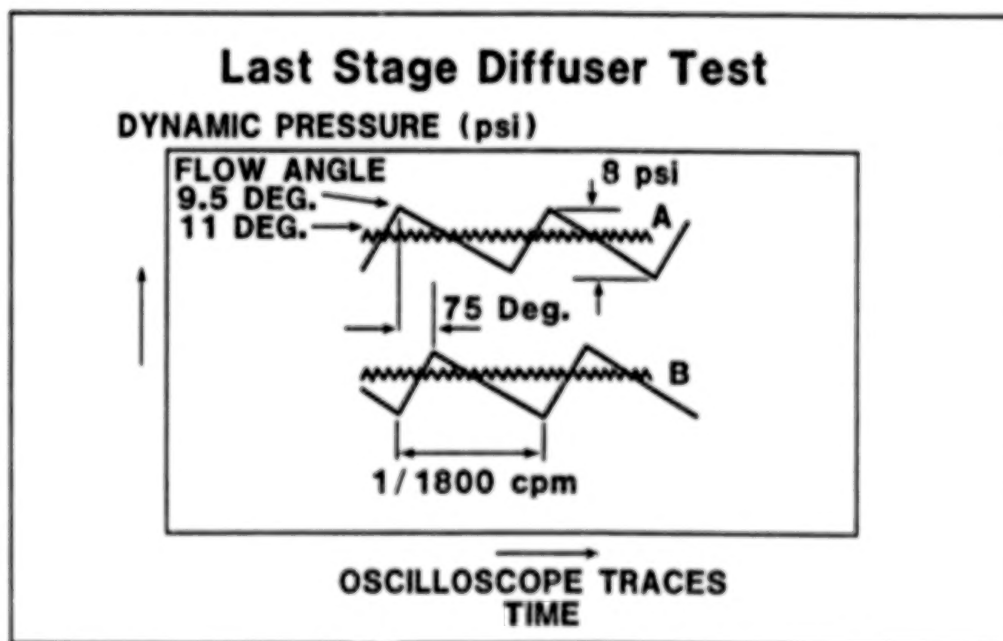 Last Stage Diffuser Test
DYNAMIC PRESSURE (psi)
FLOW ANGLE
9.5 DEG.
11 DEG.
8 psi
A
75 Deg.
B
1/1800 cpm
OSCILLOSCOPE TRACES
TIME